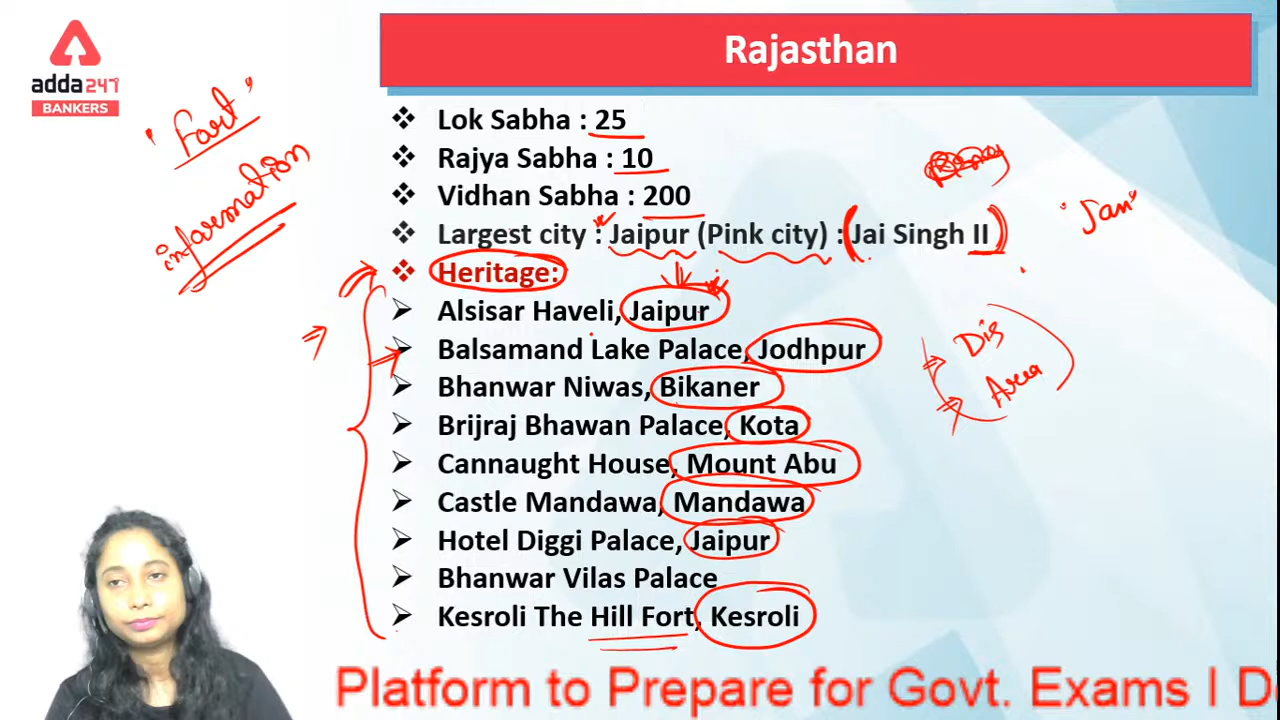 adda247
BANKERS
Rajasthan
"Fort"
information
❖ Lok Sabha : 25
❖ Rajya Sabha : 10
❖ Vidhan Sabha : 200
❖ Largest city : Jaipur (Pink city) : Jai Singh II
❖ Heritage:
➢ Alsisar Haveli, Jaipur
➢ Balsamand Lake Palace, Jodhpur
➢ Bhanwar Niwas, Bikaner
➢ Brijraj Bhawan Palace, Kota
➢ Cannaught House, Mount Abu
➢ Castle Mandawa, Mandawa
➢ Hotel Diggi Palace, Jaipur
➢ Bhanwar Vilas Palace
➢ Kesroli The Hill Fort, Kesroli
"Jan"
Dis
Area
Platform to Prepare for Govt. Exams I D